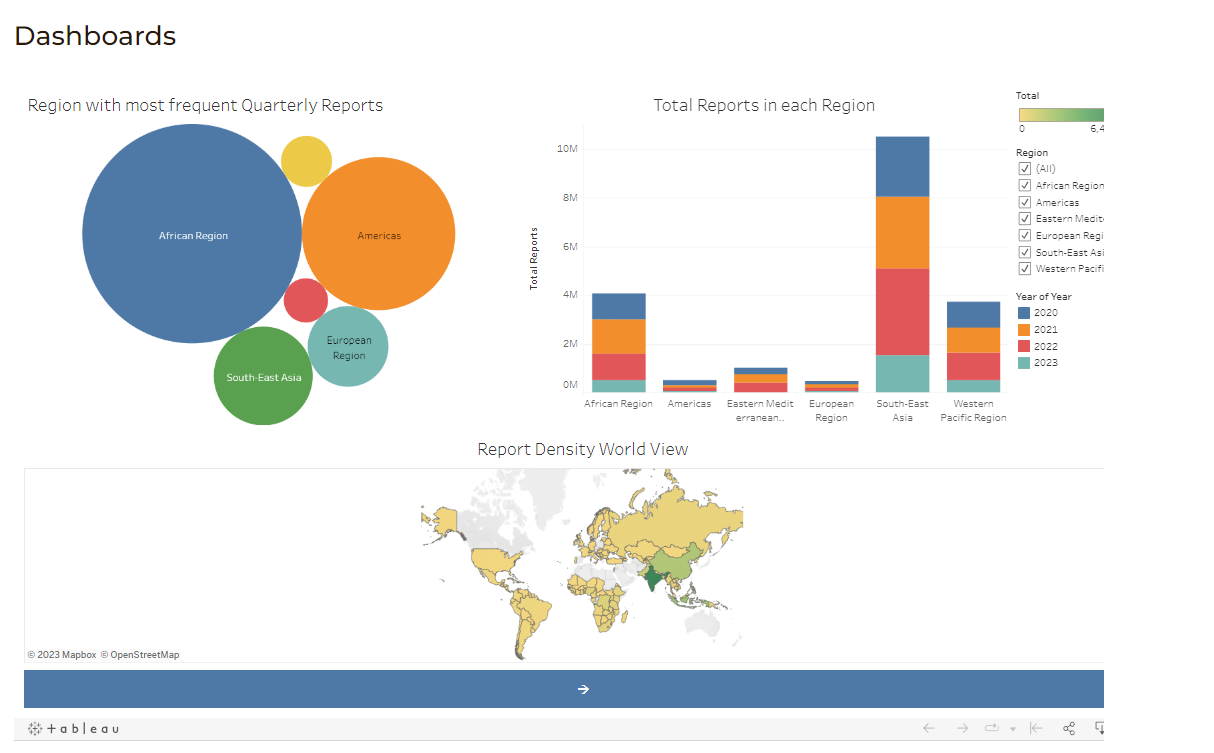 Dashboards
Region with most frequent Quarterly Reports
African Region
Americas
European
Region
South-East Asia
Total Reports in each Region
Total Reports
10M
8M
6M
4M
2M
0M
African Region
Americas
Eastern Medit
erranean..
European
Region
South-East
Asia
Western
Pacific Region
Total
0
6,4
Region
(All)
African Region
Americas
Eastern Medite
European Regi
South-East Asi
Western Pacifi
Year of Year
2020
2021
2022
2023
Report Density World View
© 2023 Mapbox © OpenStreetMap
+ a b | e a u